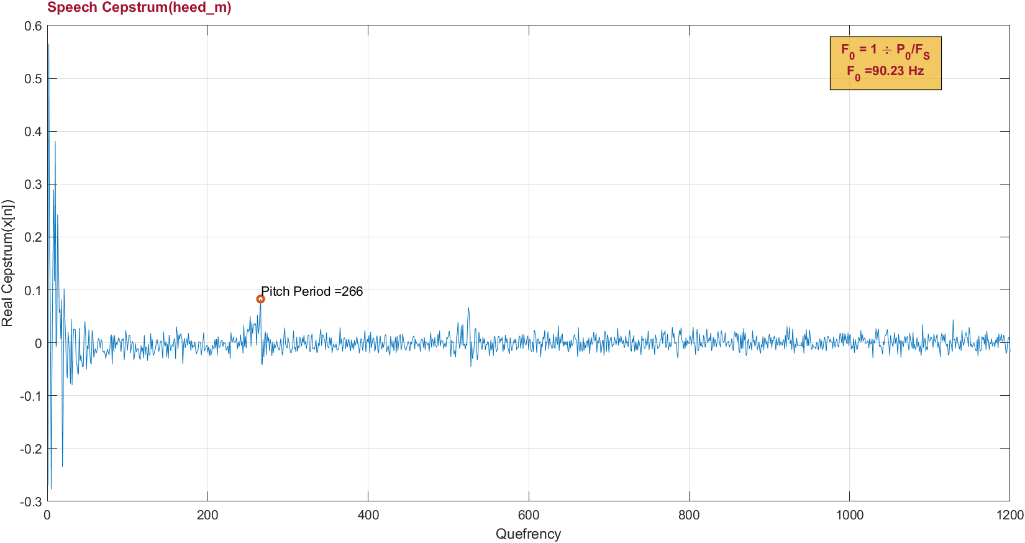 Speech Cepstrum(heed_m)
F0 = 1 ÷ P0/FS
F0 =90.23 Hz
Pitch Period =266
Real Cepstrum(x[n])
0.6
0.5
0.4
0.3
0.2
0.1
0
-0.1
-0.2
-0.3
0 200 400 600 800 1000 1200
Quefrency